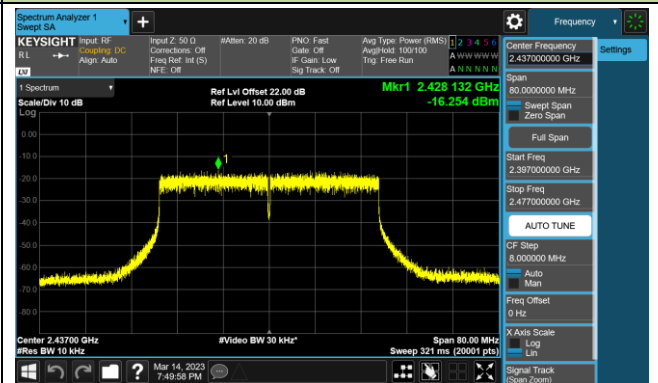 Spectrum Analyzer 1
Swept SA
Frequency
KEYSIGHT
RL
LNI
Input: RF
Coupling: DC
Align: Auto
Input Z: 50 Ω
Corrections: Off
Freq Ref: Int (S)
NFE: Off
#Atten: 20 dB
PNO: Fast
Gate: Off
IF Gain: Low
Sig Track: Off
Avg Type: Power (RMS)
Avg|Hold: 100/100
Trig: Free Run
1 2 3 4 5 6
A W W W W W
A N N N N N
1 Spectrum
Scale/Div 10 dB
Log
Ref Lvl Offset 22.00 dB
Ref Level 10.00 dBm
Mkr1 2.428 132 GHz
-16.254 dBm
0.00
-10.0
-20.0
-30.0
-40.0
-50.0
-60.0
-70.0
-80.0
1
Center 2.43700 GHz
#Res BW 10 kHz
#Video BW 30 kHz*
Span 80.00 MHz
Sweep 321 ms (20001 pts)
Mar 14, 2023
7:49:58 PM
Center Frequency
2.437000000 GHz
Span
80.0000000 MHz
Swept Span
Zero Span
Full Span
Start Freq
2.397000000 GHz
Stop Freq
2.477000000 GHz
AUTO TUNE
CF Step
8.000000 MHz
Auto
Man
Freq Offset
0 Hz
X Axis Scale
Log
Lin
Signal Track
(Span Zoom)
Settings